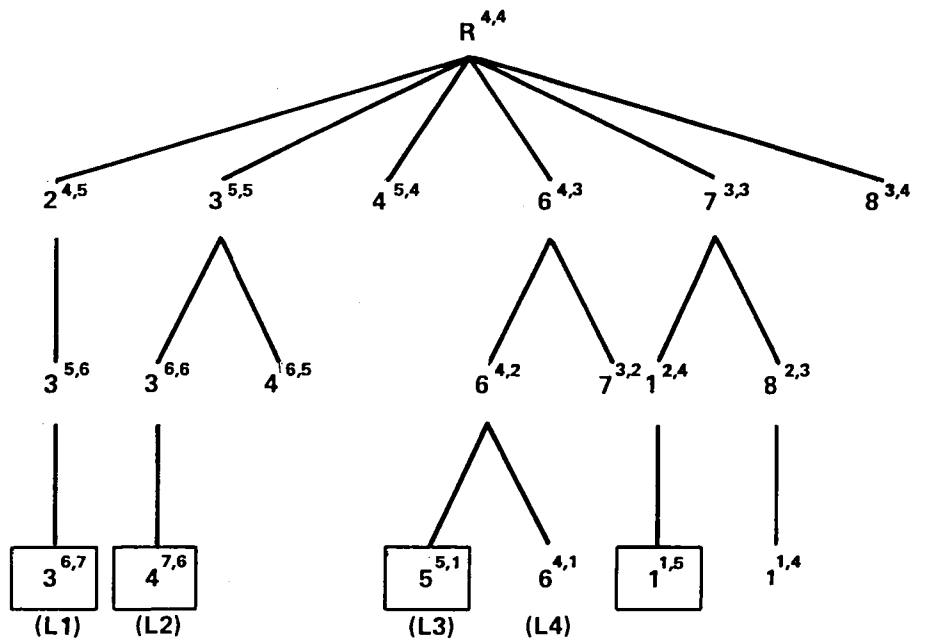 R 4,4
2 4,5 3 5,5 4 5,4 6 4,3 7 3,3 8 3,4
3 5,6 3 6,6 4 6,5 6 4,2 7 3,2 1 2,4 8 2,3
3 6,7 4 7,6 5 5,1 6 4,1 1 1,5 1 1,4
(L1) (L2) (L3) (L4)